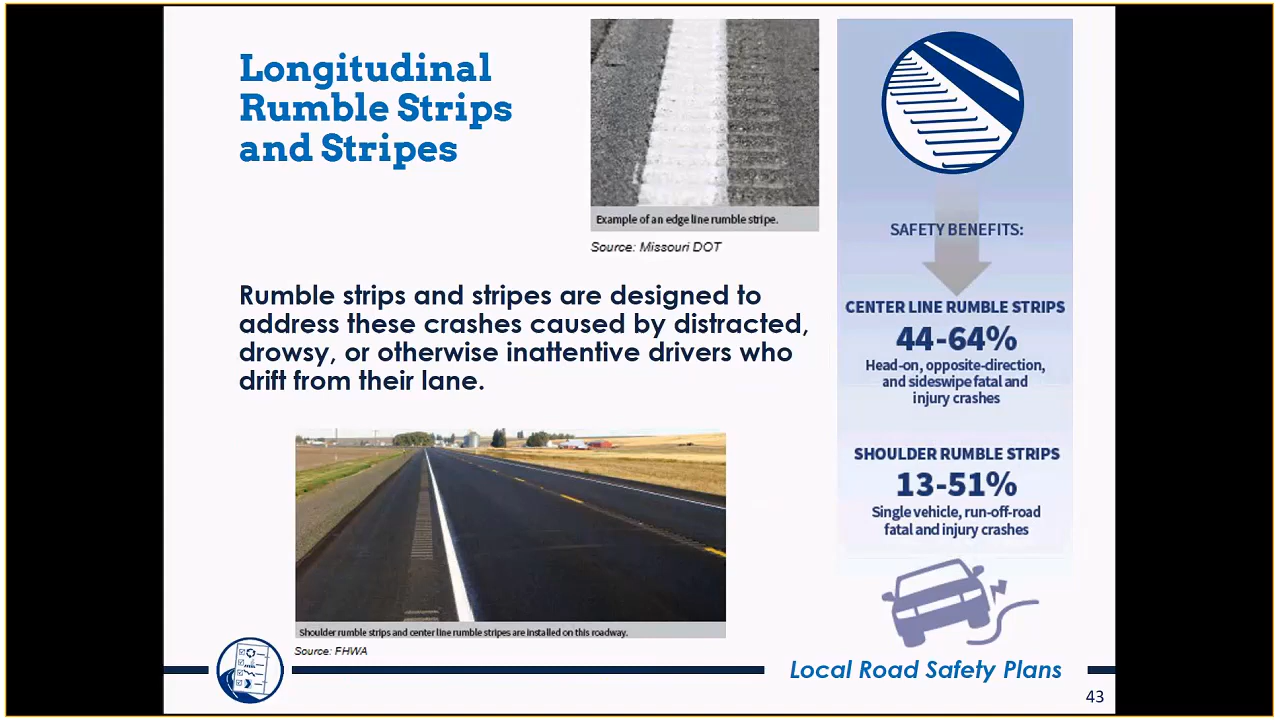 Longitudinal
Rumble Strips
and Stripes
Example of an edge line rumble stripe.
Source: Missouri DOT
Rumble strips and stripes are designed to
address these crashes caused by distracted,
drowsy, or otherwise inattentive drivers who
drift from their lane.
Shoulder rumble strips and center line rumble stripes are installed on this roadway.
Source: FHWA
SAFETY BENEFITS:
CENTER LINE RUMBLE STRIPS
44-64%
Head-on, opposite-direction,
and sideswipe fatal and
injury crashes
SHOULDER RUMBLE STRIPS
13-51%
Single vehicle, run-off-road
fatal and injury crashes
Local Road Safety Plans
43